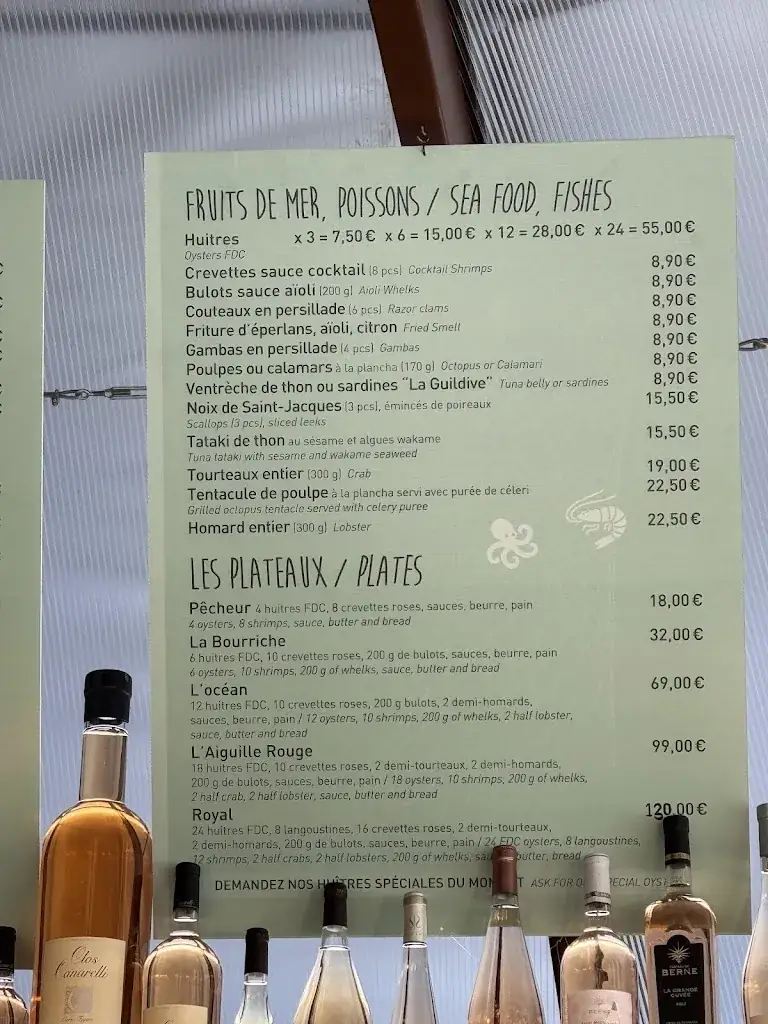 FRUITS DE MER, POISSONS / SEA FOOD, FISHES
Huitres x 3 = 7,50 € x 6 = 15,00 € x 12 = 28,00 € x 24 = 55,00 €
Oysters FDC
Crevettes sauce cocktail (8 pcs) Cocktail Shrimps 8,90 €
Bulots sauce aïoli (200 g) Aioli Whelks 8,90 €
Couteaux en persillade (6 pcs) Razor clams 8,90 €
Friture d'éperlans, aïoli, citron Fried Smelt 8,90 €
Gambas en persillade (4 pcs) Gambas 8,90 €
Poulpes ou calamars à la plancha (170 g) Octopus or Calamari 8,90 €
Ventrèche de thon ou sardines "La Guildive" Tuna belly or sardines 8,90 €
Noix de Saint-Jacques (3 pcs), émincés de poireaux 15,50 €
Scallops (3 pcs), sliced leeks
Tataki de thon au sésame et algues wakame 15,50 €
Tuna tataki with sesame and wakame seaweed
Tourteaux entier (300 g) Crab 19,00 €
Tentacule de poulpe à la plancha servi avec purée de céleri 22,50 €
Grilled octopus tentacle served with celery puree
Homard entier (300 g) Lobster 22,50 €
LES PLATEAUX / PLATES
Pêcheur 4 huitres FDC, 8 crevettes roses, sauces, beurre, pain 18,00 €
4 oysters, 8 shrimps, sauce, butter and bread
La Bourriche 32,00 €
6 huitres FDC, 10 crevettes roses, 200 g de bulots, sauces, beurre, pain
6 oysters, 10 shrimps, 200 g of whelks, sauce, butter and bread
L'océan 69,00 €
12 huitres FDC, 10 crevettes roses, 200 g bulots, 2 demi-homards,
sauces, beurre, pain / 12 oysters, 10 shrimps, 200 g of whelks, 2 half lobster,
sauce, butter and bread
L'Aiguille Rouge 99,00 €
18 huitres FDC, 10 crevettes roses, 2 demi-tourteaux, 2 demi-homards,
200 g de bulots, sauces, beurre, pain / 18 oysters, 10 shrimps, 200 g of whelks,
2 half crab, 2 half lobster, sauce, butter and bread
Royal 120,00 €
24 huîtres FDC, 8 langoustines, 16 crevettes roses, 2 demi-tourteaux,
2 demi-homards, 200 g de bulots, sauces, beurre, pain / 24 FDC oysters, 8 langoustines,
12 shrimps, 2 half crabs, 2 half lobsters, 200 g of whelks, butter, bread
DEMANDEZ NOS HUÎTRES SPÉCIALES DU ASK FOR
Clos
Canarelli
BERNE
LA GRANDE
CUVÉE